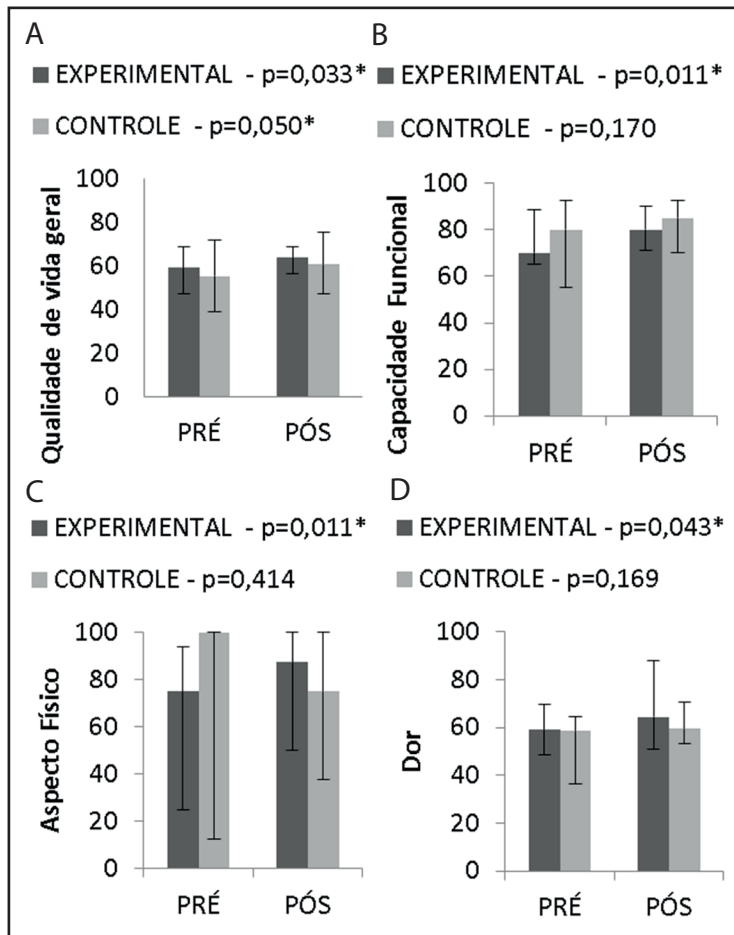 A
EXPERIMENTAL - p=0,033*
CONTROLE - p=0,050*
Qualidade de vida geral
100
80
60
40
20
0
PRÉ PÓS
B
EXPERIMENTAL - p=0,011*
CONTROLE - p=0,170
Capacidade Funcional
100
80
60
40
20
0
PRÉ PÓS
C
EXPERIMENTAL - p=0,011*
CONTROLE - p=0,414
Aspecto Físico
100
80
60
40
20
0
PRÉ PÓS
D
EXPERIMENTAL - p=0,043*
CONTROLE - p=0,169
Dor
100
80
60
40
20
0
PRÉ PÓS